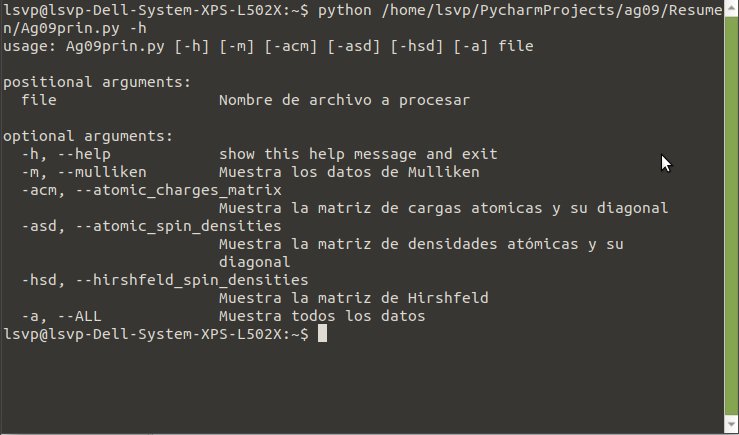 lsvp@lsvp-Dell-System-XPS-L502X:~$ python /home/lsvp/PycharmProjects/ag09/Resume
n/Ag09prin.py -h
usage: Ag09prin.py [-h] [-m] [-acm] [-asd] [-hsd] [-a] file

positional arguments:
  file                  Nombre de archivo a procesar

optional arguments:
  -h, --help            show this help message and exit
  -m, --mulliken        Muestra los datos de Mulliken
  -acm, --atomic_charges_matrix
                        Muestra la matriz de cargas atomicas y su diagonal
  -asd, --atomic_spin_densities
                        Muestra la matriz de densidades atómicas y su
                        diagonal
  -hsd, --hirshfeld_spin_densities
                        Muestra la matriz de Hirshfeld
  -a, --ALL             Muestra todos los datos
lsvp@lsvp-Dell-System-XPS-L502X:~$